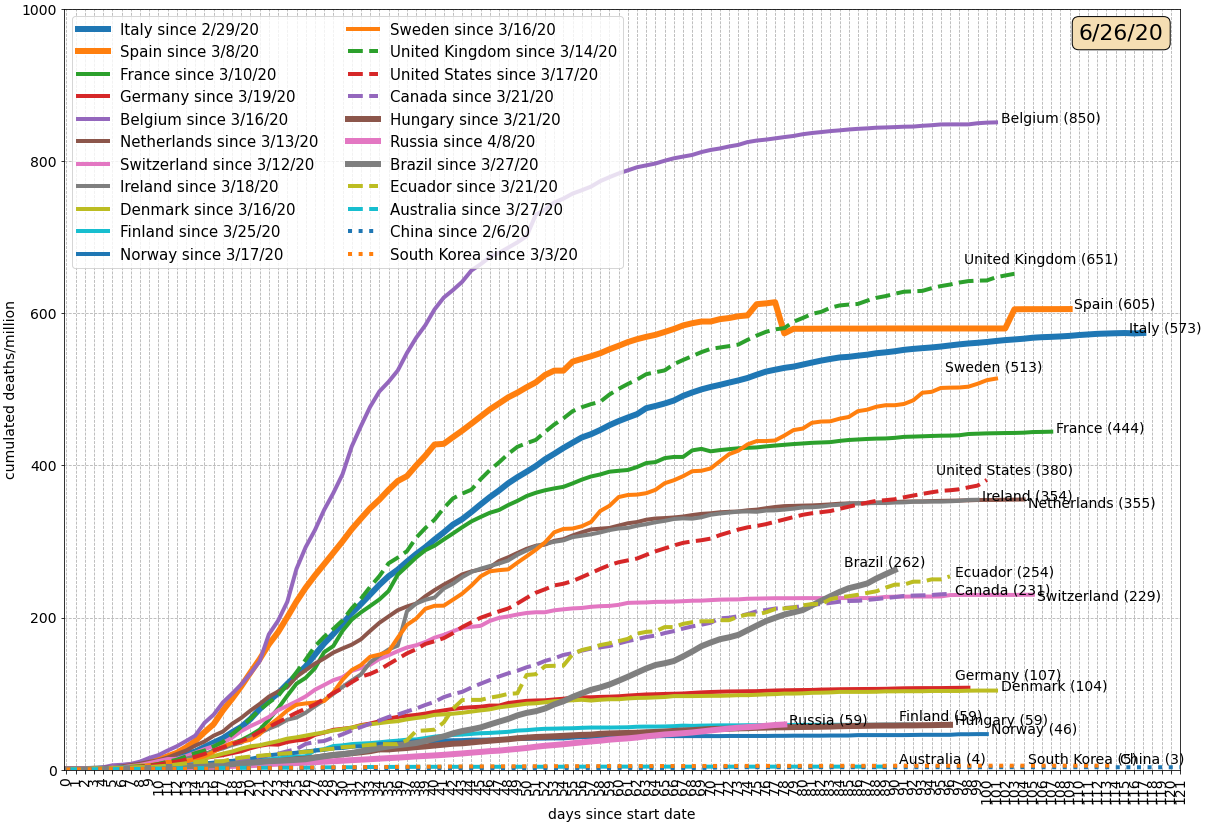 1000
800
600
400
200
0
cumulated deaths/million
Italy since 2/29/20
Spain since 3/8/20
France since 3/10/20
Germany since 3/19/20
Belgium since 3/16/20
Netherlands since 3/13/20
Switzerland since 3/12/20
Ireland since 3/18/20
Denmark since 3/16/20
Finland since 3/25/20
Norway since 3/17/20
Sweden since 3/16/20
United Kingdom since 3/14/20
United States since 3/17/20
Canada since 3/21/20
Hungary since 3/21/20
Russia since 4/8/20
Brazil since 3/27/20
Ecuador since 3/21/20
Australia since 3/27/20
China since 2/6/20
South Korea since 3/3/20
6/26/20
Belgium (850)
United Kingdom (651)
Spain (605)
Italy (573)
Sweden (513)
France (444)
United States (380)
Ireland (354)
Netherlands (355)
Brazil (262)
Ecuador (254)
Canada (231)
Switzerland (229)
Germany (107)
Denmark (104)
Finland (59)
Hungary (59)
Russia (59)
Norway (46)
Australia (4)
South Korea (5)
China (3)
days since start date